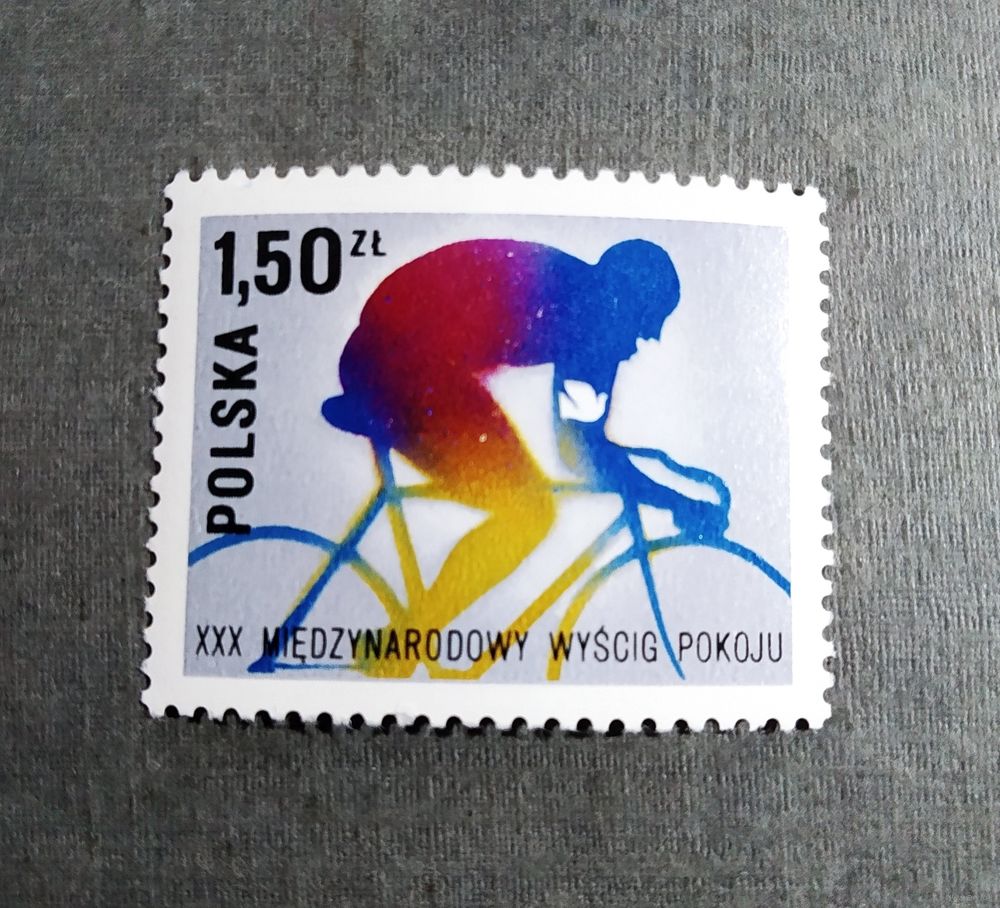 1,50 ZŁ
POLSKA
XXX MIĘDZYNARODOWY WYŚCIG POKOJU